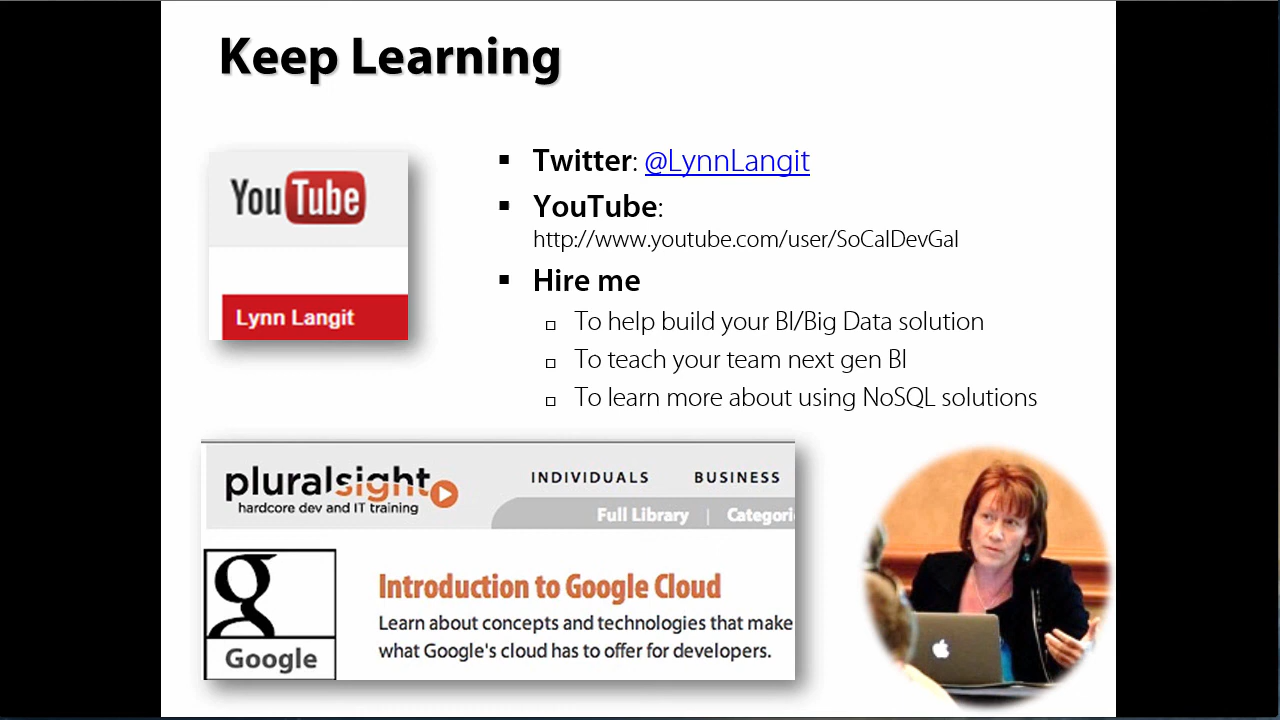 Keep Learning
YouTube
Lynn Langit
▪ Twitter: @LynnLangit
▪ YouTube:
http://www.youtube.com/user/SoCalDevGal
▪ Hire me
▫ To help build your BI/Big Data solution
▫ To teach your team next gen BI
▫ To learn more about using NoSQL solutions
pluralsight
hardcore dev and IT training
INDIVIDUALS BUSINESS
Full Library | Categori
g
Google
Introduction to Google Cloud
Learn about concepts and technologies that make
what Google's cloud has to offer for developers.